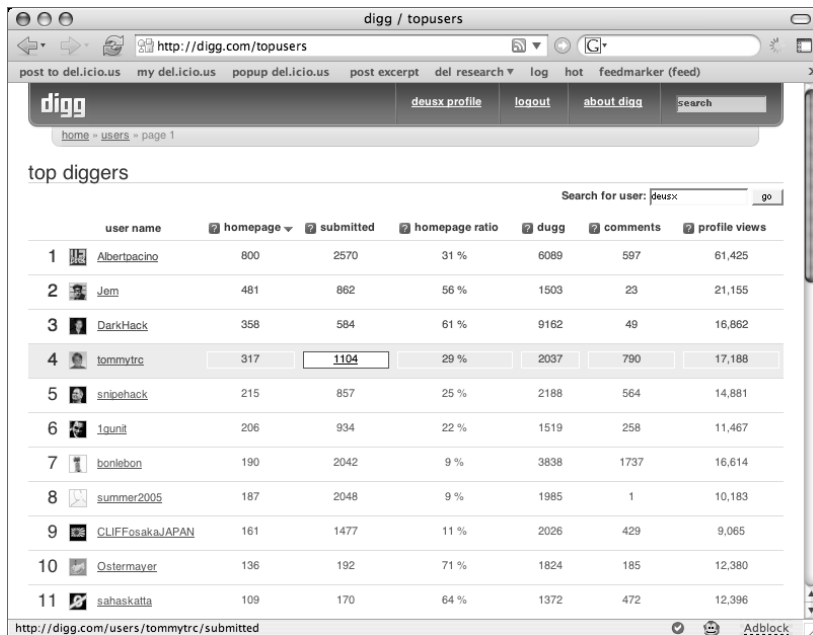 digg / topusers
http://digg.com/topusers G
post to del.icio.us my del.icio.us popup del.icio.us post excerpt del research log hot feedmarker (feed)
digg deusx profile logout about digg search
home » users » page 1
top diggers
Search for user: deusx go
user name ? homepage ? submitted ? homepage ratio ? dugg ? comments ? profile views
1 Albertpacino 800 2570 31 % 6089 597 61,425
2 Jem 481 862 56 % 1503 23 21,155
3 DarkHack 358 584 61 % 9162 49 16,862
4 tommytrc 317 1104 29 % 2037 790 17,188
5 snipehack 215 857 25 % 2188 564 14,881
6 1gunit 206 934 22 % 1519 258 11,467
7 bonlebon 190 2042 9 % 3838 1737 16,614
8 summer2005 187 2048 9 % 1985 1 10,183
9 CLIFFosakaJAPAN 161 1477 11 % 2026 429 9,065
10 Ostermayer 136 192 71 % 1824 185 12,380
11 sahaskatta 109 170 64 % 1372 472 12,396
http://digg.com/users/tommytrc/submitted Adblock